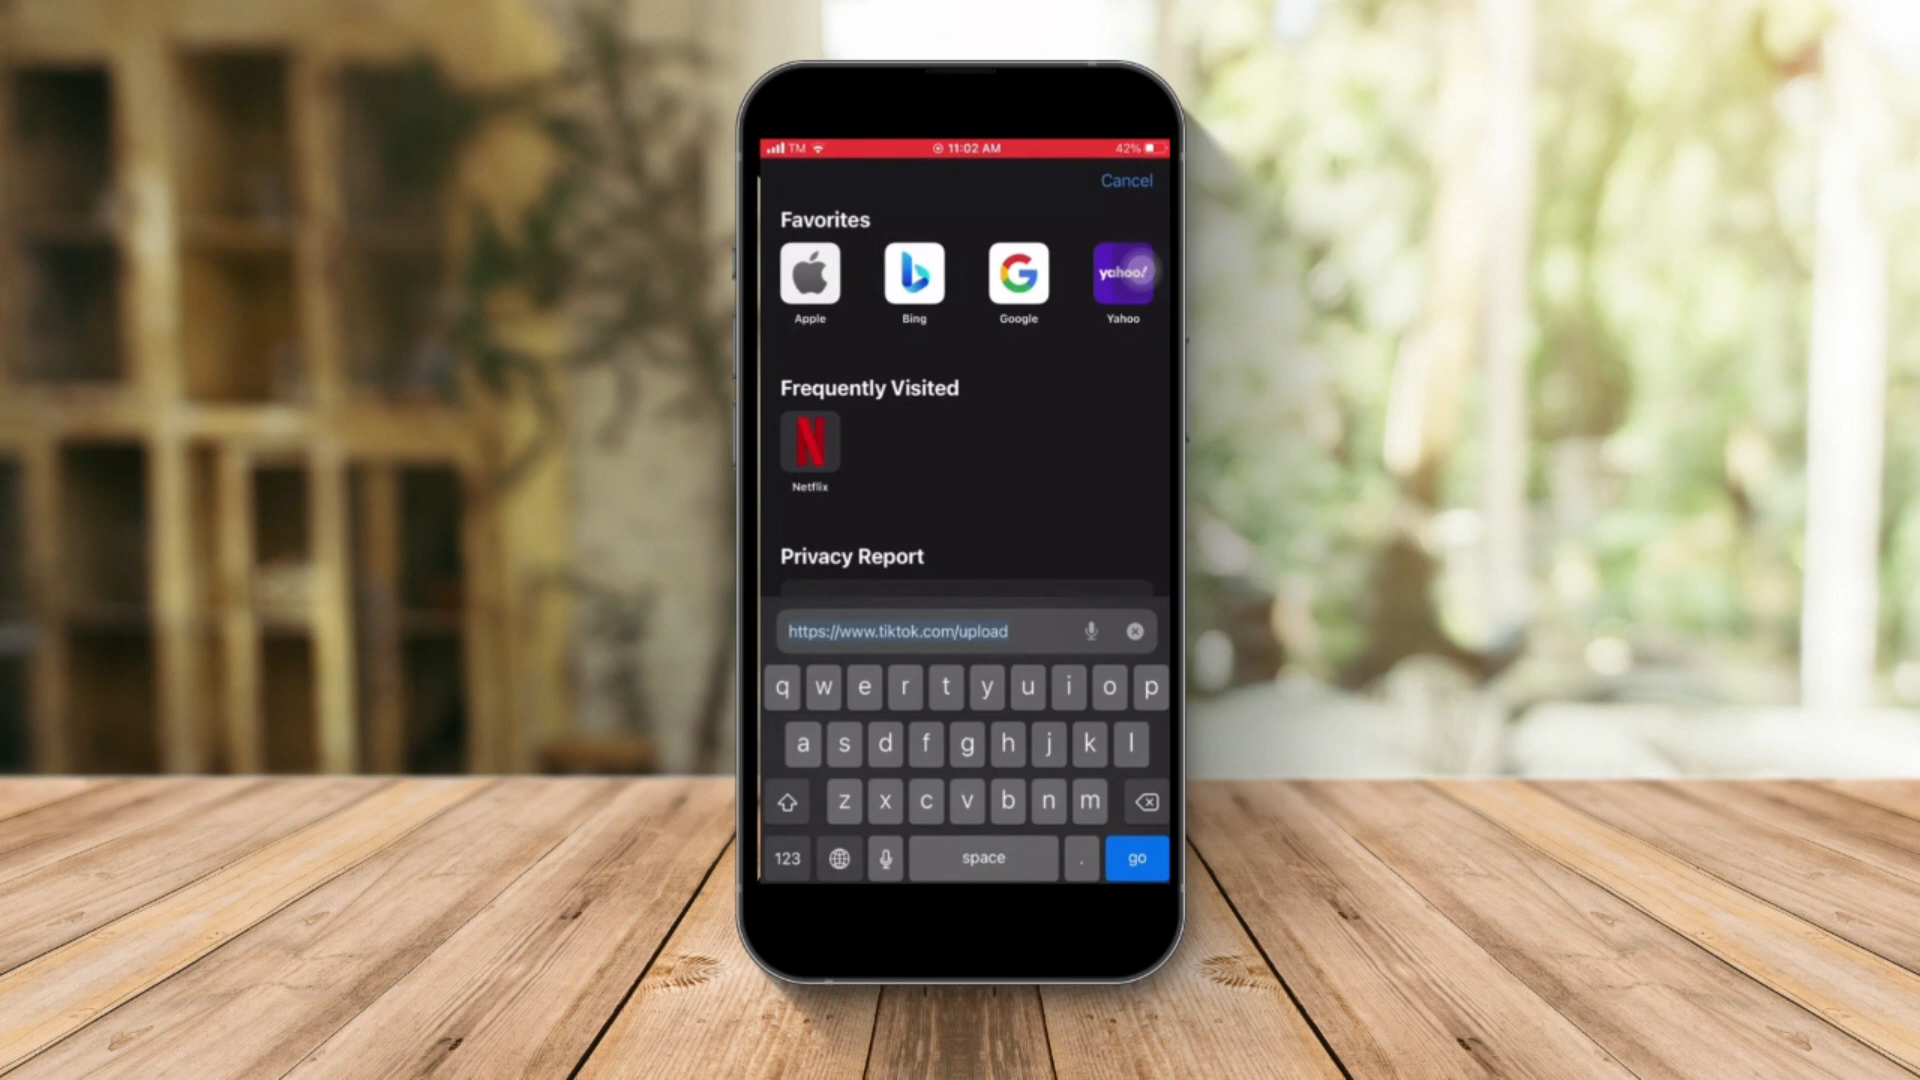 TM 11:02 AM 42%
Cancel
Favorites
yahoo!
Apple Bing Google Yahoo
Frequently Visited
N
Netflix
Privacy Report
https://www.tiktok.com/upload
q w e r t y u i o p
a s d f g h j k l
z x c v b n m
123 space . go